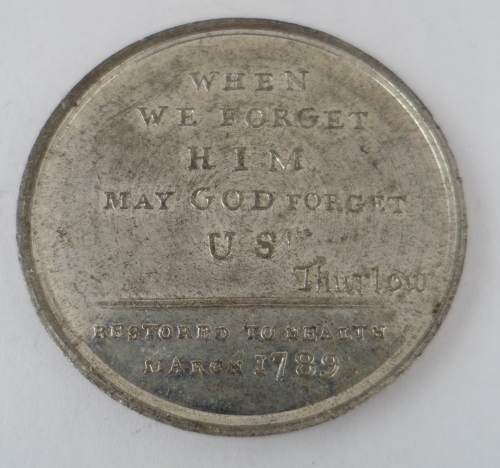 WHEN
WE FORGET
HIM
MAY GOD FORGET
US!
Thurlow
RESTORED TO HEALTH
MARCH 1789